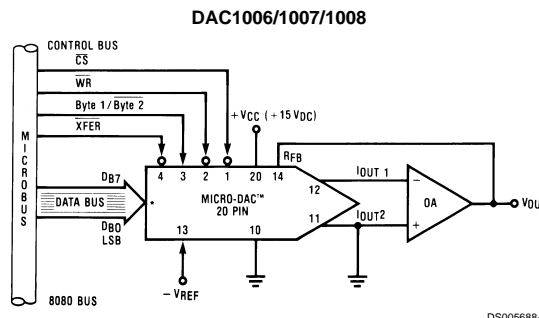 DAC1006/1007/1008
CONTROL BUS
CS
WR
Byte 1/Byte 2
XFER
+VCC (+15 VDC)
RFB
MICROBUS
4 3 2 1 20 14
DB7
DATA BUS
DB0
LSB
*
MICRO-DAC™
20 PIN
12
11
IOUT 1
IOUT2
−
OA
+
VOU
13 10
−VREF
8080 BUS
DS005688-